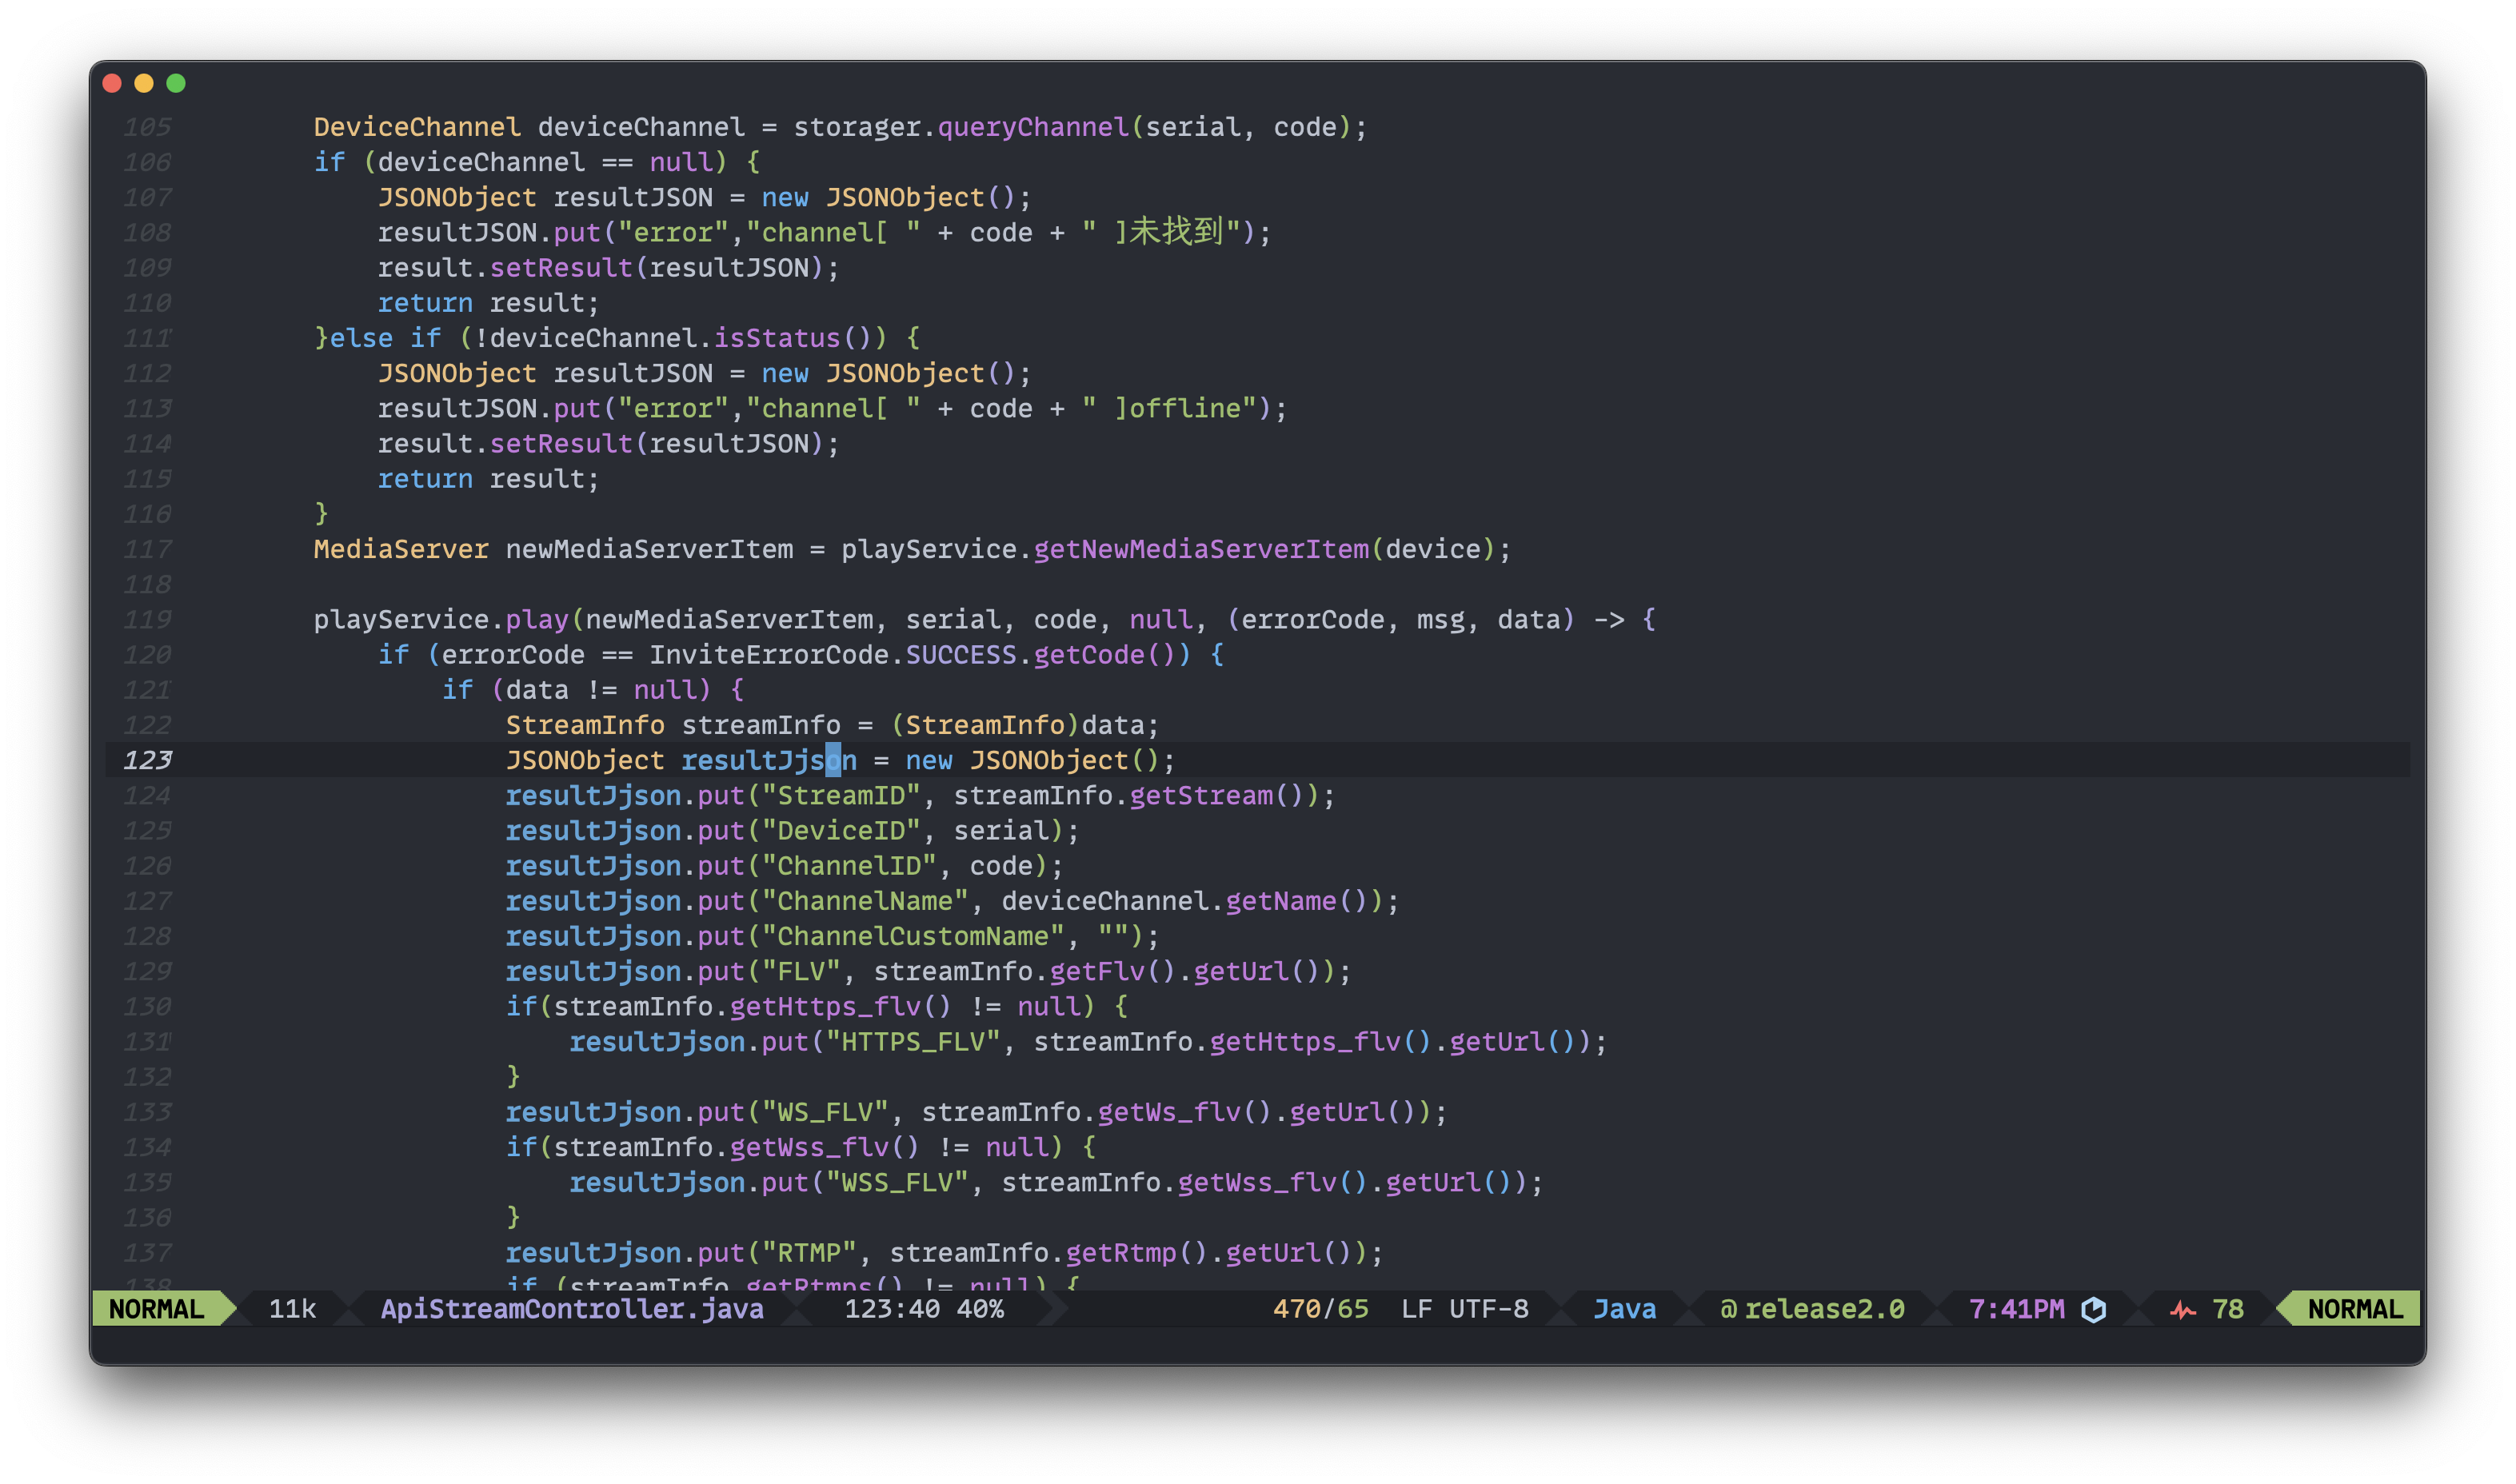 105         DeviceChannel deviceChannel = storager.queryChannel(serial, code);
106         if (deviceChannel == null) {
107             JSONObject resultJSON = new JSONObject();
108             resultJSON.put("error","channel[ " + code + " ]未找到");
109             result.setResult(resultJSON);
110             return result;
111         }else if (!deviceChannel.isStatus()) {
112             JSONObject resultJSON = new JSONObject();
113             resultJSON.put("error","channel[ " + code + " ]offline");
114             result.setResult(resultJSON);
115             return result;
116         }
117         MediaServer newMediaServerItem = playService.getNewMediaServerItem(device);
118
119         playService.play(newMediaServerItem, serial, code, null, (errorCode, msg, data) -> {
120             if (errorCode == InviteErrorCode.SUCCESS.getCode()) {
121                 if (data != null) {
122                     StreamInfo streamInfo = (StreamInfo)data;
123                     JSONObject resultJjson = new JSONObject();
124                     resultJjson.put("StreamID", streamInfo.getStream());
125                     resultJjson.put("DeviceID", serial);
126                     resultJjson.put("ChannelID", code);
127                     resultJjson.put("ChannelName", deviceChannel.getName());
128                     resultJjson.put("ChannelCustomName", "");
129                     resultJjson.put("FLV", streamInfo.getFlv().getUrl());
130                     if(streamInfo.getHttps_flv() != null) {
131                         resultJjson.put("HTTPS_FLV", streamInfo.getHttps_flv().getUrl());
132                     }
133                     resultJjson.put("WS_FLV", streamInfo.getWs_flv().getUrl());
134                     if(streamInfo.getWss_flv() != null) {
135                         resultJjson.put("WSS_FLV", streamInfo.getWss_flv().getUrl());
136                     }
137                     resultJjson.put("RTMP", streamInfo.getRtmp().getUrl());
138                     if (streamInfo.getRtmps() != null) {
NORMAL 11k ApiStreamController.java 123:40 40% 470/65 LF UTF-8 Java @release2.0 7:41PM 78 NORMAL